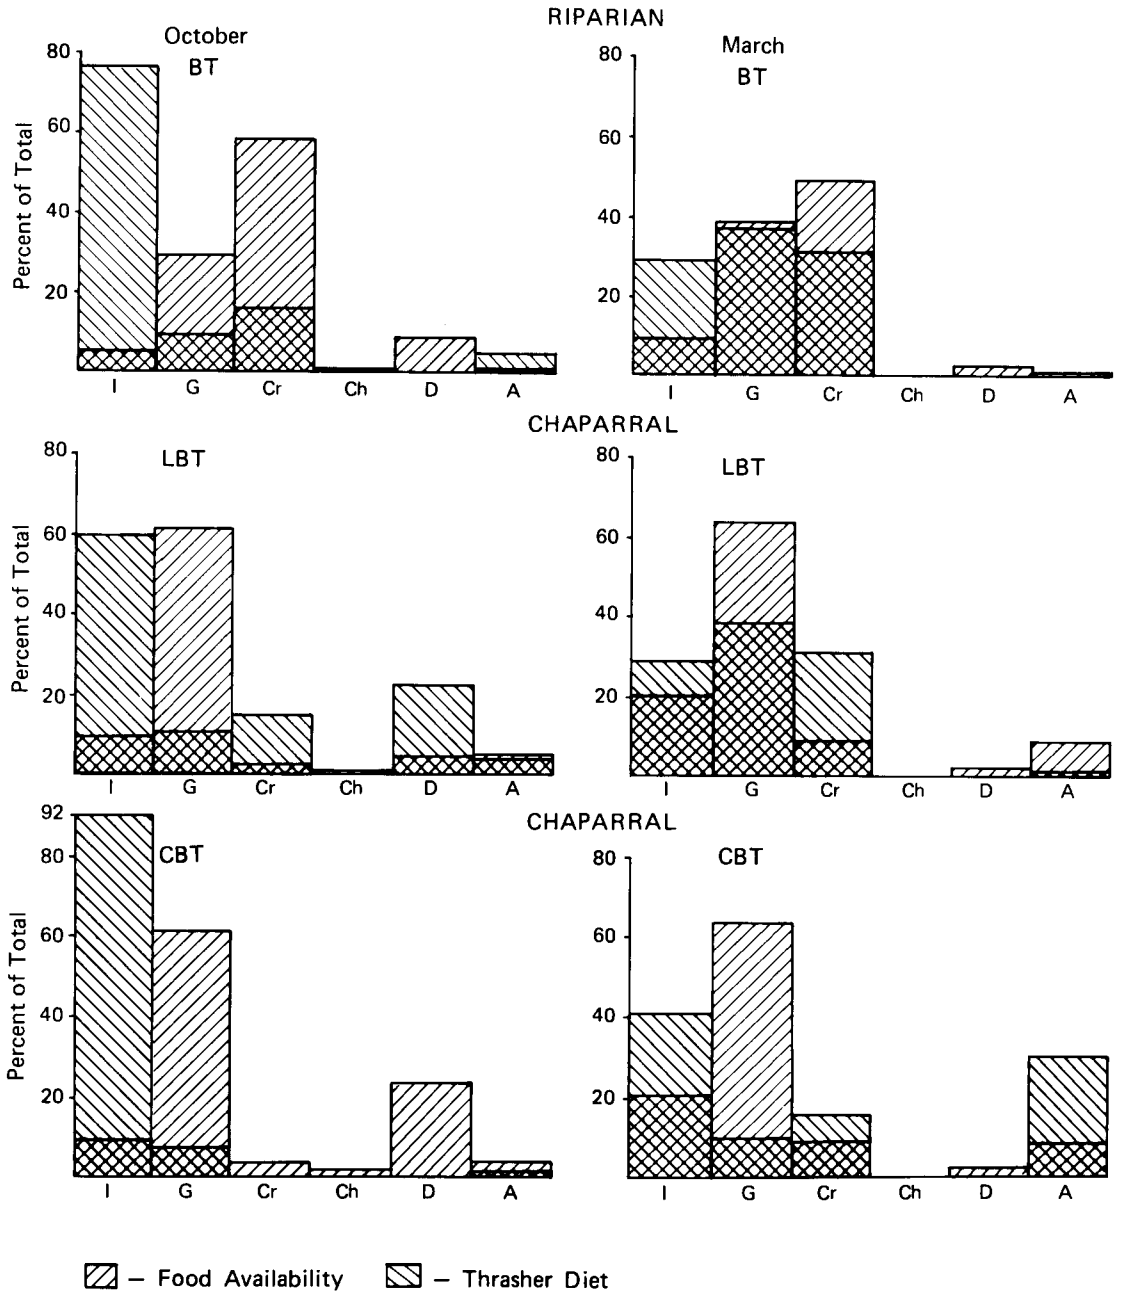 RIPARIAN
October
BT
Percent of Total
80
60
40
20
I G Cr Ch D A
March
BT
80
60
40
20
I G Cr Ch D A
CHAPARRAL
LBT
Percent of Total
80
60
40
20
I G Cr Ch D A
LBT
80
60
40
20
I G Cr Ch D A
CHAPARRAL
CBT
Percent of Total
92
80
60
40
20
I G Cr Ch D A
CBT
80
60
40
20
I G Cr Ch D A
– Food Availability – Thrasher Diet